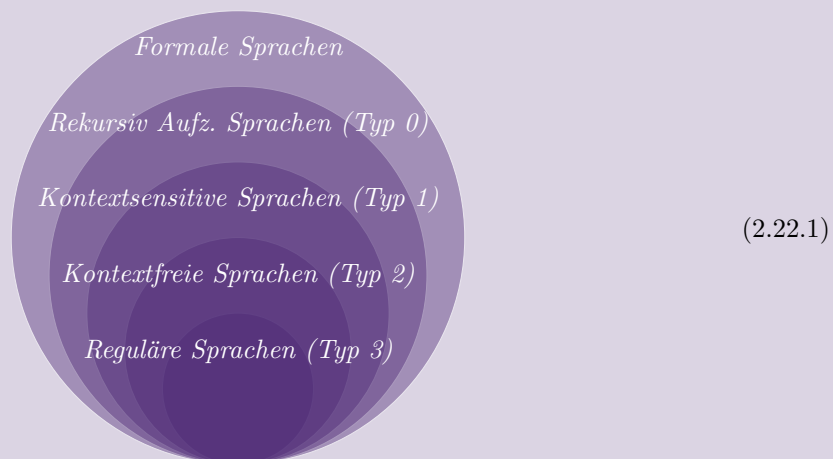 Formale Sprachen
Rekursiv Aufz. Sprachen (Typ 0)
Kontextsensitive Sprachen (Typ 1)
(2.22.1)
Kontextfreie Sprachen (Typ 2)
Reguläre Sprachen (Typ 3)